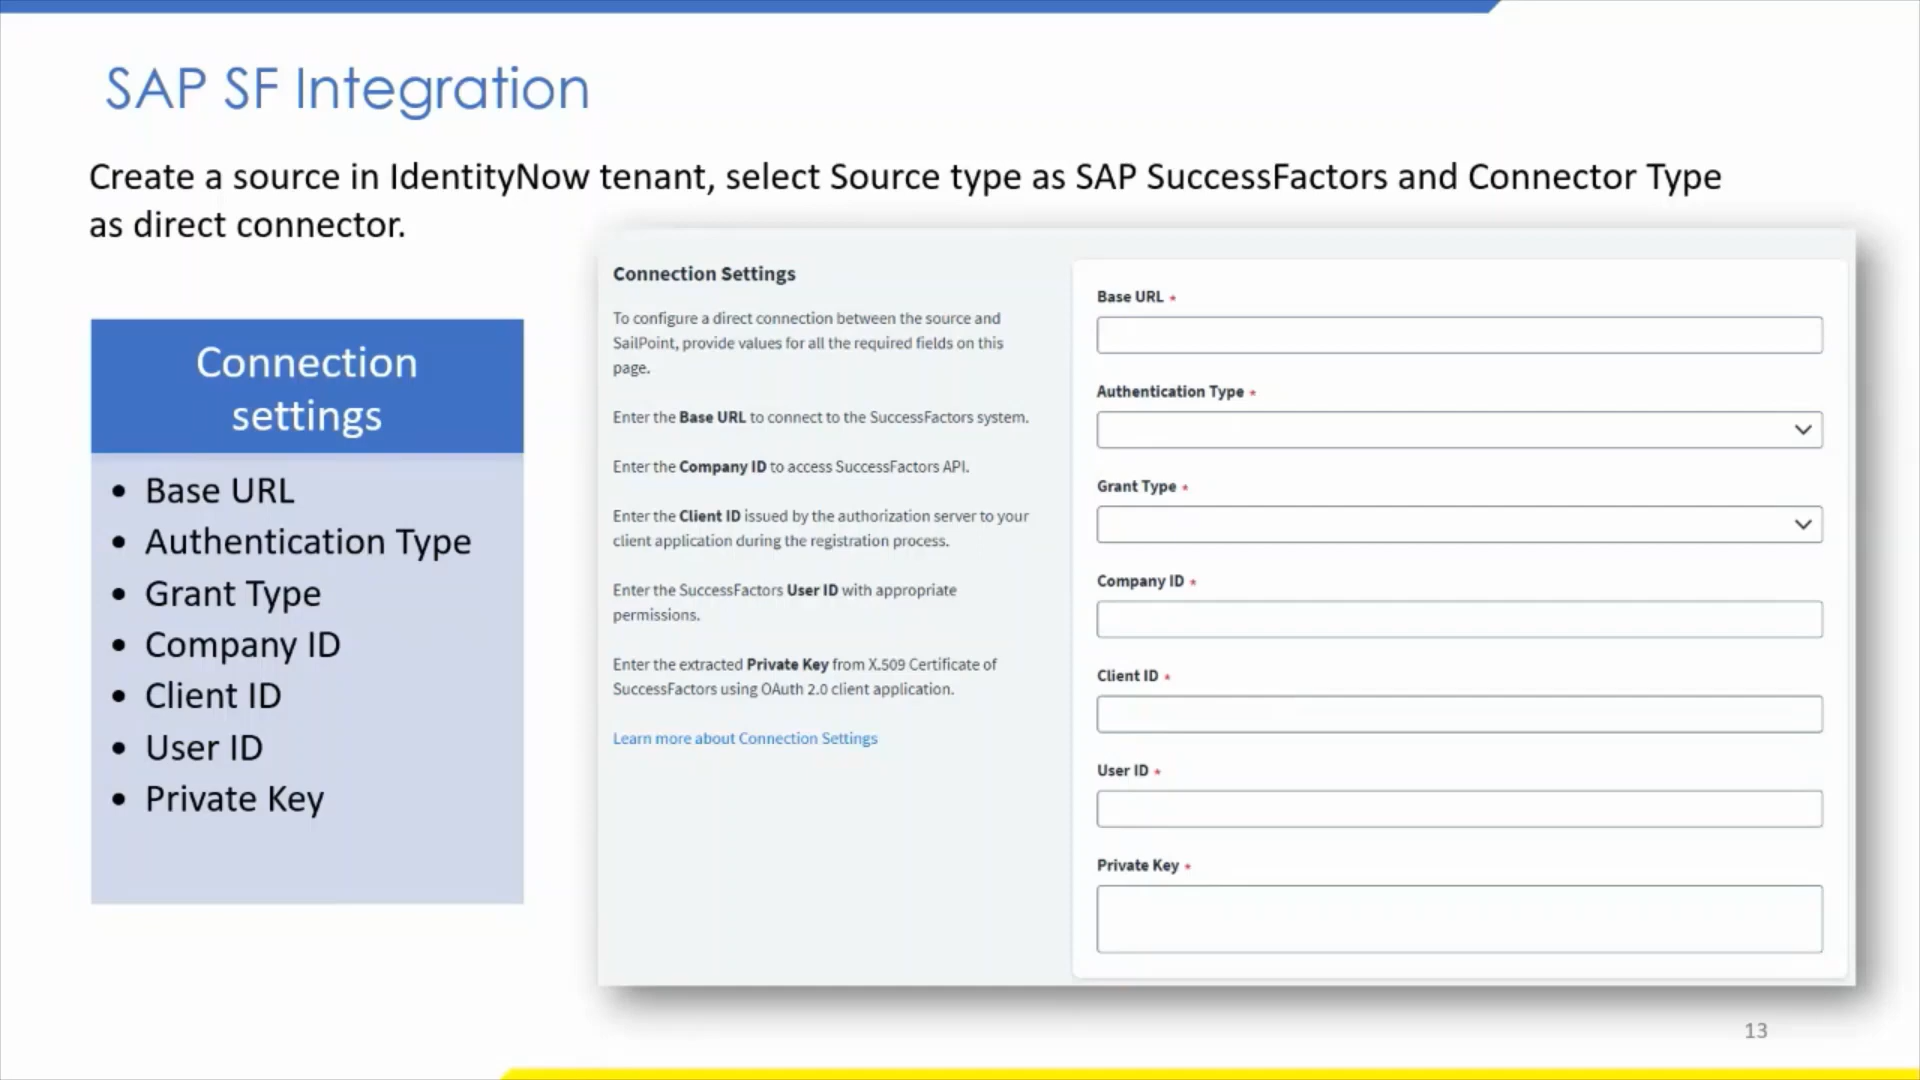 SAP SF Integration
Create a source in IdentityNow tenant, select Source type as SAP SuccessFactors and Connector Type
as direct connector.
Connection
settings
• Base URL
• Authentication Type
• Grant Type
• Company ID
• Client ID
• User ID
• Private Key
Connection Settings
To configure a direct connection between the source and
SailPoint, provide values for all the required fields on this
page.
Enter the Base URL to connect to the SuccessFactors system.
Enter the Company ID to access SuccessFactors API.
Enter the Client ID issued by the authorization server to your
client application during the registration process.
Enter the SuccessFactors User ID with appropriate
permissions.
Enter the extracted Private Key from X.509 Certificate of
SuccessFactors using OAuth 2.0 client application.
Learn more about Connection Settings
Base URL *
Authentication Type *
Grant Type *
Company ID *
Client ID *
User ID *
Private Key *
13